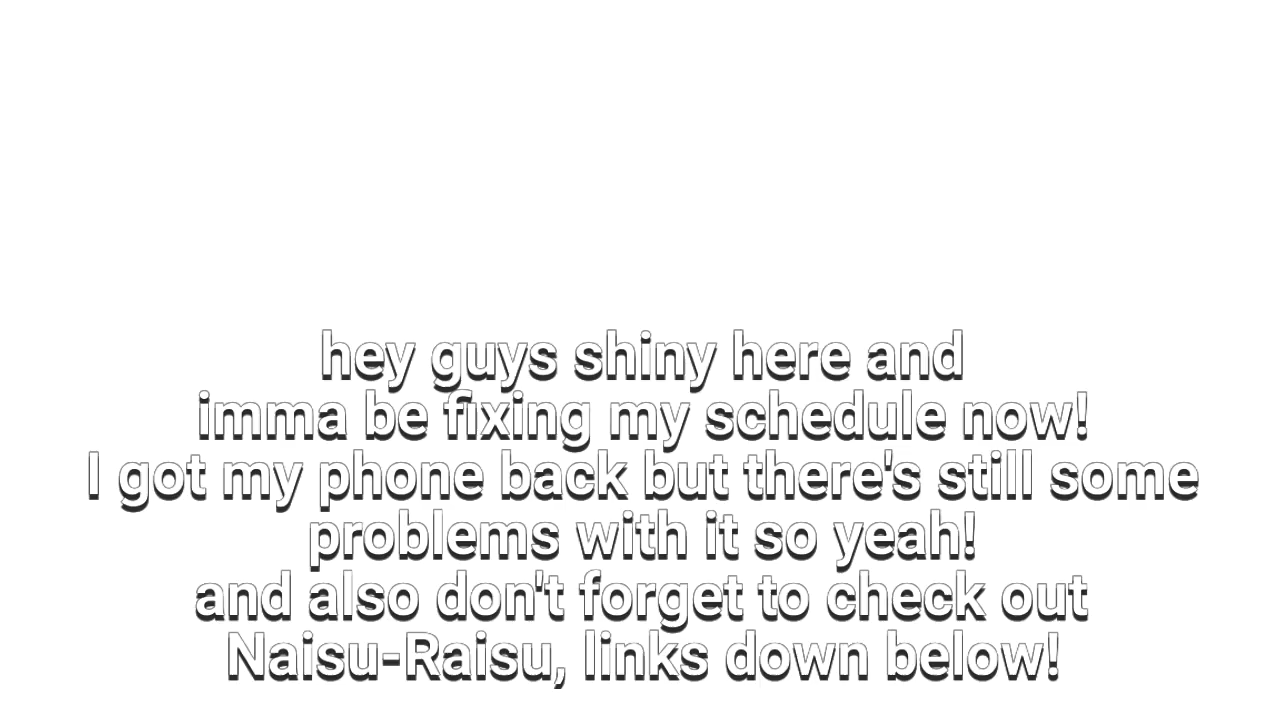 hey guys shiny here and
imma be fixing my schedule now!
I got my phone back but there's still some
problems with it so yeah!
and also don't forget to check out
Naisu-Raisu, links down below!